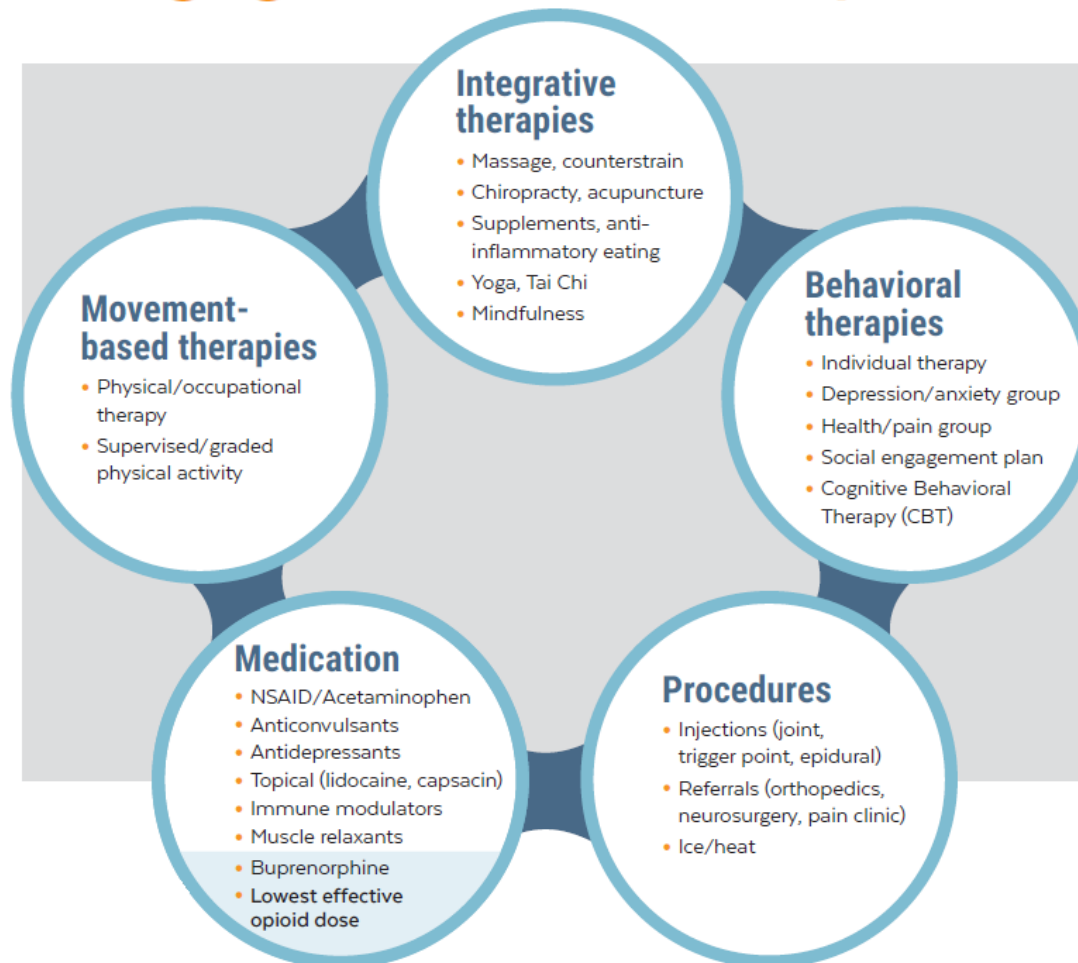 Integrative
therapies
• Massage, counterstrain
• Chiropracty, acupuncture
• Supplements, anti-
inflammatory eating
• Yoga, Tai Chi
• Mindfulness
Movement-
based therapies
• Physical/occupational
therapy
• Supervised/graded
physical activity
Behavioral
therapies
• Individual therapy
• Depression/anxiety group
• Health/pain group
• Social engagement plan
• Cognitive Behavioral
Therapy (CBT)
Medication
• NSAID/Acetaminophen
• Anticonvulsants
• Antidepressants
• Topical (lidocaine, capsacin)
• Immune modulators
• Muscle relaxants
• Buprenorphine
• Lowest effective
opioid dose
Procedures
• Injections (joint,
trigger point, epidural)
• Referrals (orthopedics,
neurosurgery, pain clinic)
• Ice/heat